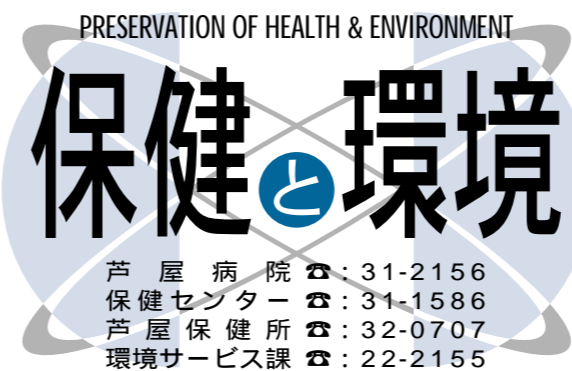 PRESERVATION OF HEALTH & ENVIRONMENT
保健と環境
芦屋病院 ☎：31-2156
保健センター ☎：31-1586
芦屋保健所 ☎：32-0707
環境サービス課 ☎：22-2155